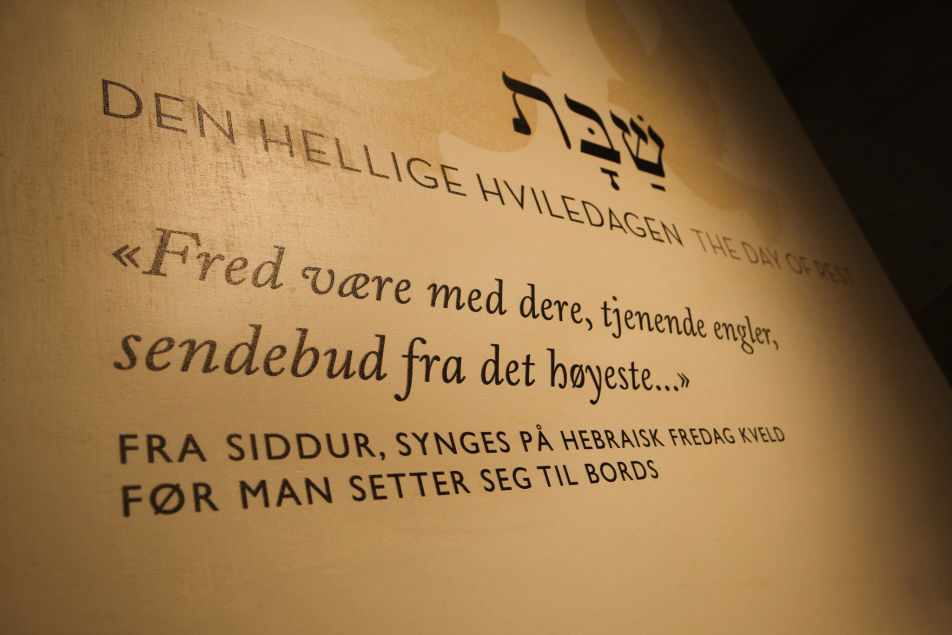 שַׁבָּת
DEN HELLIGE HVILEDAGEN THE DAY OF REST
«Fred være med dere, tjenende engler,
sendebud fra det høyeste...»
FRA SIDDUR, SYNGES PÅ HEBRAISK FREDAG KVELD
FØR MAN SETTER SEG TIL BORDS